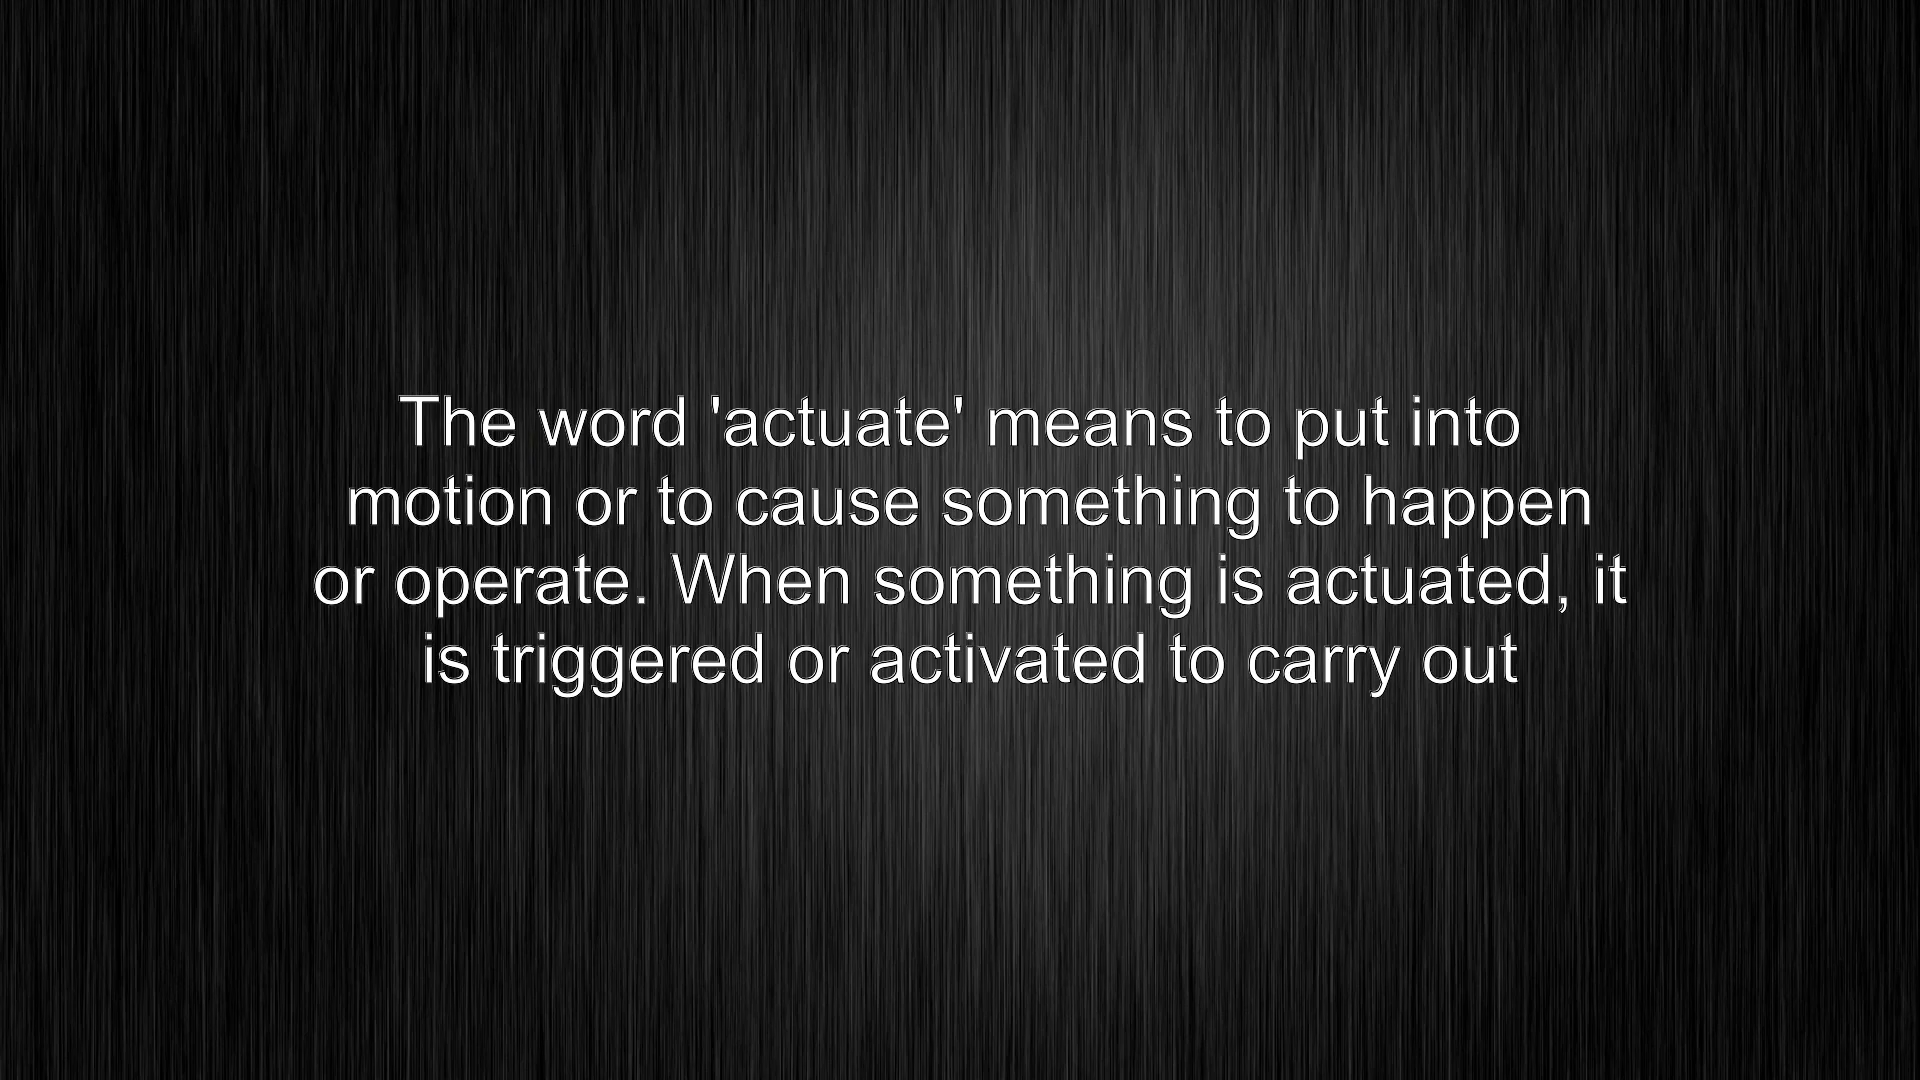 The word 'actuate' means to put into
motion or to cause something to happen
or operate. When something is actuated, it
is triggered or activated to carry out